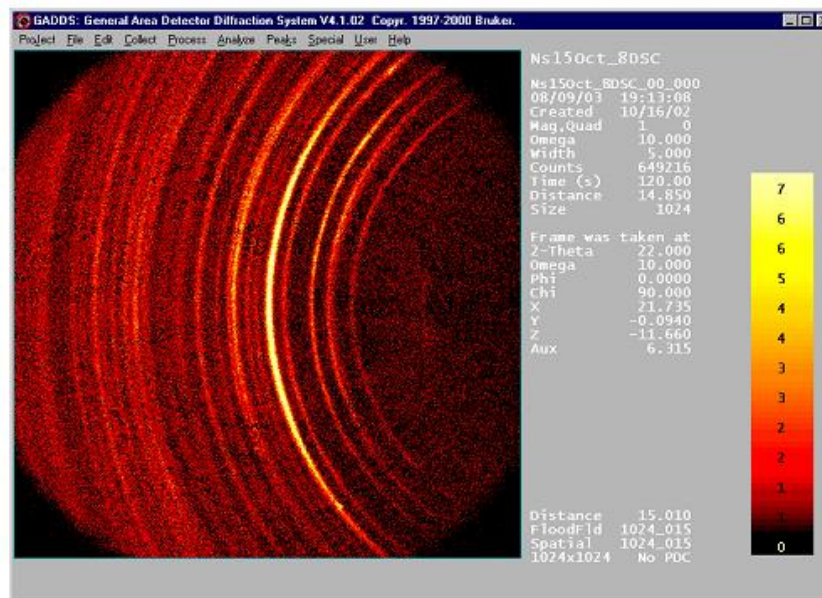 GADDS: General Area Detector Diffraction System V4.1.02 Copyr. 1997-2000 Bruker.
Project File Edit Collect Process Analyze Peaks Special User Help
Ns15Oct_8DSC
Ns15Oct_8DSC_00_000
08/09/03 19:13:08
Created 10/16/02
Mag,Quad 1 0
Omega 10.000
Width 5.000
Counts 649216
Time (s) 120.00
Distance 14.850
Size 1024
Frame was taken at
2-Theta 22.000
Omega 10.000
Phi 0.0000
Chi 90.000
X 21.735
Y -0.0940
Z -11.660
Aux 6.315
7
6
6
5
4
4
3
3
2
2
1
1
0
Distance 15.010
FloodFld 1024_015
Spatial 1024_015
1024x1024 No PDC